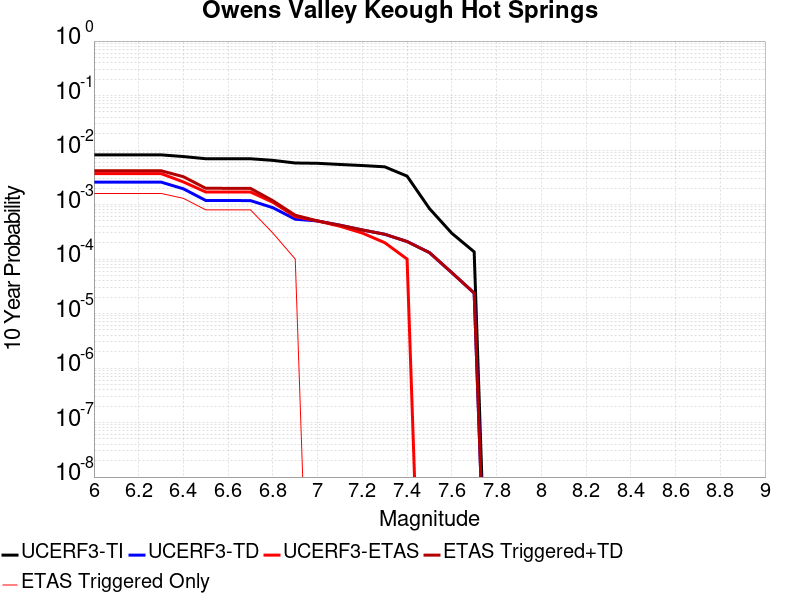 Owens Valley Keough Hot Springs
10 0
10 -1
10 -2
10 -3
10 -4
10 -5
10 -6
10 -7
10 -8
10 Year Probability
6 6.2 6.4 6.6 6.8 7 7.2 7.4 7.6 7.8 8 8.2 8.4 8.6 8.8 9
Magnitude
UCERF3-TI UCERF3-TD UCERF3-ETAS ETAS Triggered+TD
ETAS Triggered Only